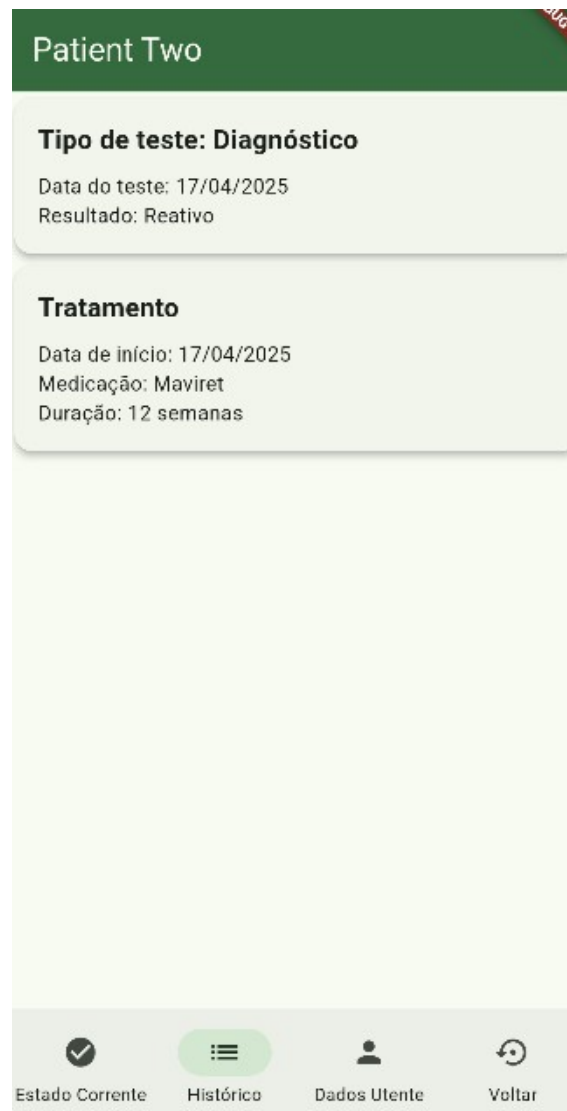 Patient Two
Tipo de teste: Diagnóstico
Data do teste: 17/04/2025
Resultado: Reativo
Tratamento
Data de início: 17/04/2025
Medicação: Maviret
Duração: 12 semanas
Estado Corrente
Histórico
Dados Utente
Voltar